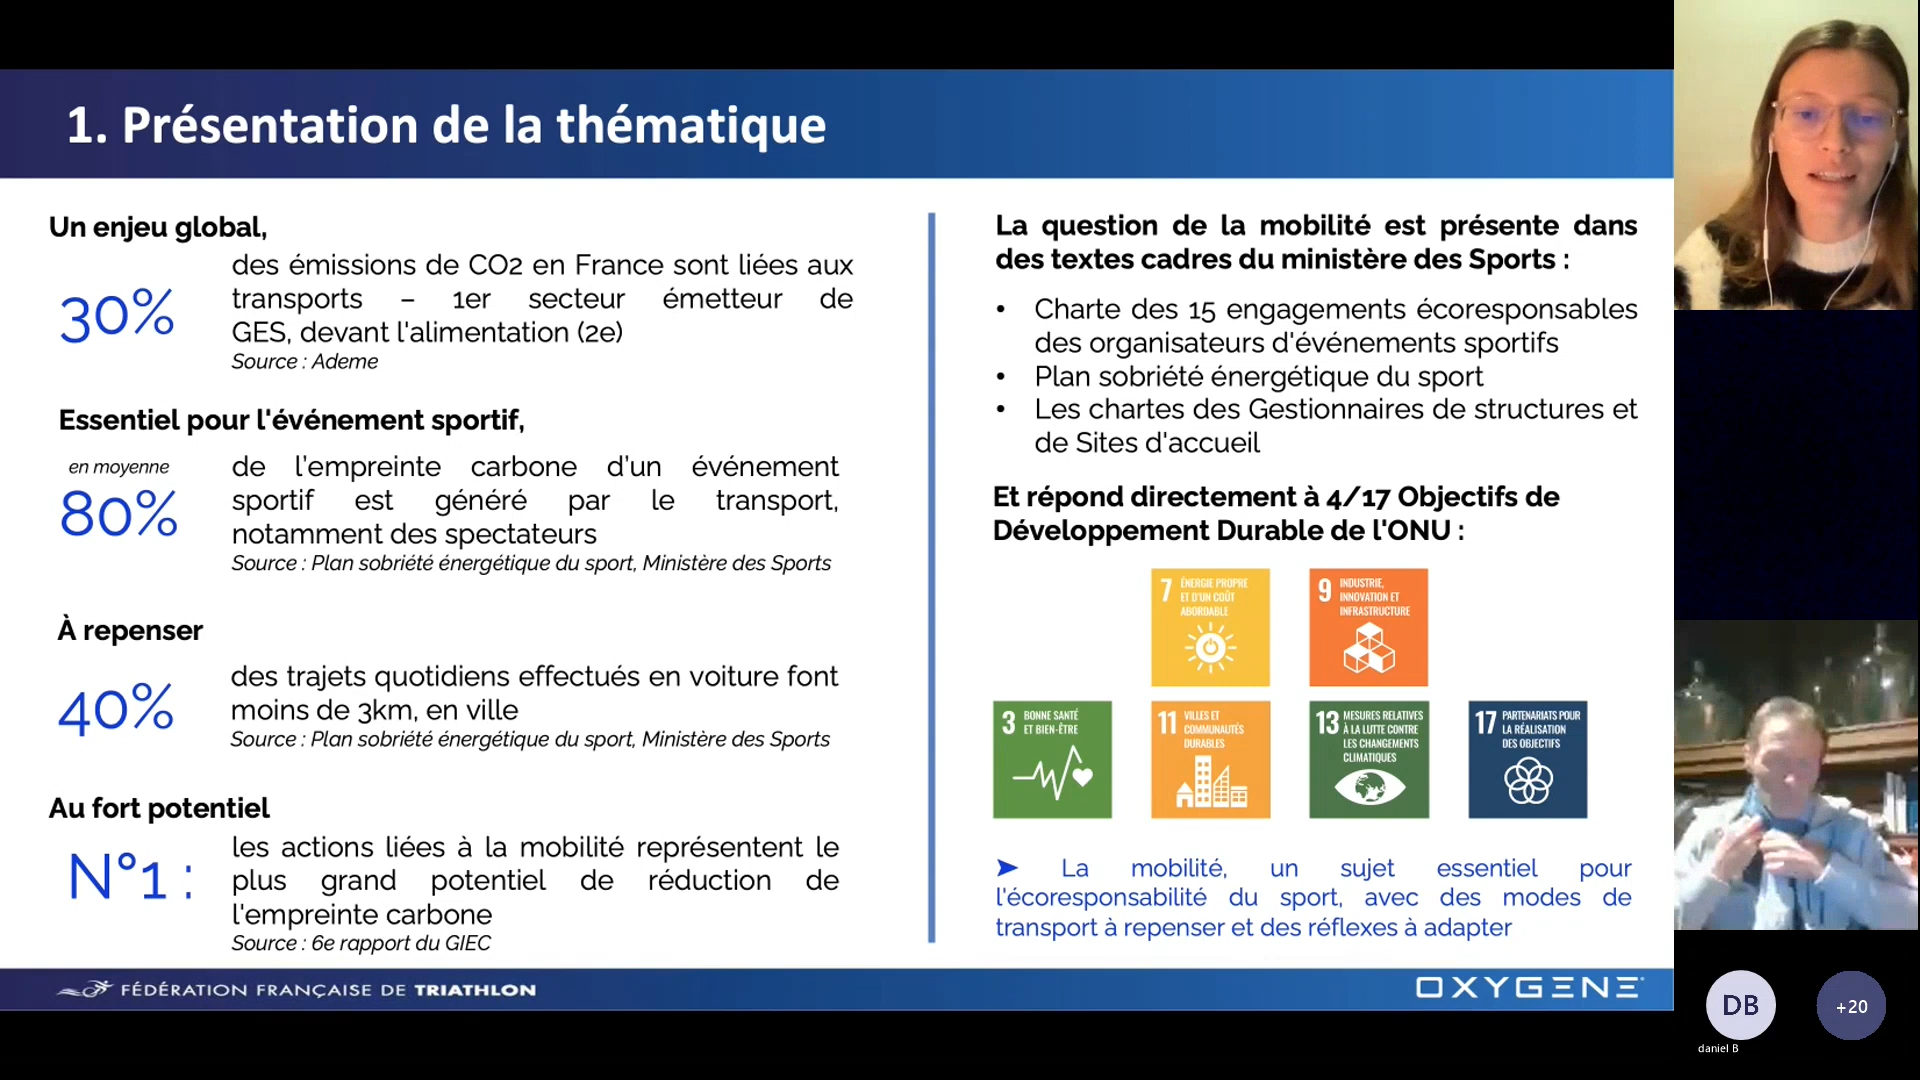 1. Présentation de la thématique
Un enjeu global,
30%
des émissions de CO2 en France sont liées aux
transports – 1er secteur émetteur de
GES, devant l'alimentation (2e)
Source : Ademe
Essentiel pour l'événement sportif,
en moyenne
80%
de l’empreinte carbone d’un événement
sportif est généré par le transport,
notamment des spectateurs
Source : Plan sobriété énergétique du sport, Ministère des Sports
À repenser
40%
des trajets quotidiens effectués en voiture font
moins de 3km, en ville
Source : Plan sobriété énergétique du sport, Ministère des Sports
Au fort potentiel
N°1 :
les actions liées à la mobilité représentent le
plus grand potentiel de réduction de
l'empreinte carbone
Source : 6e rapport du GIEC
La question de la mobilité est présente dans
des textes cadres du ministère des Sports :
• Charte des 15 engagements écoresponsables
des organisateurs d'événements sportifs
• Plan sobriété énergétique du sport
• Les chartes des Gestionnaires de structures et
de Sites d'accueil
Et répond directement à 4/17 Objectifs de
Développement Durable de l'ONU :
7 ÉNERGIE PROPRE
ET D'UN COÛT
ABORDABLE
9 INDUSTRIE,
INNOVATION ET
INFRASTRUCTURE
3 BONNE SANTÉ
ET BIEN-ÊTRE
11 VILLES ET
COMMUNAUTÉS
DURABLES
13 MESURES RELATIVES
À LA LUTTE CONTRE
LES CHANGEMENTS
CLIMATIQUES
17 PARTENARIATS POUR
LA RÉALISATION
DES OBJECTIFS
➤ La mobilité, un sujet essentiel pour
l'écoresponsabilité du sport, avec des modes de
transport à repenser et des réflexes à adapter
FÉDÉRATION FRANÇAISE DE TRIATHLON
OXYGENE
DB
daniel B
+20